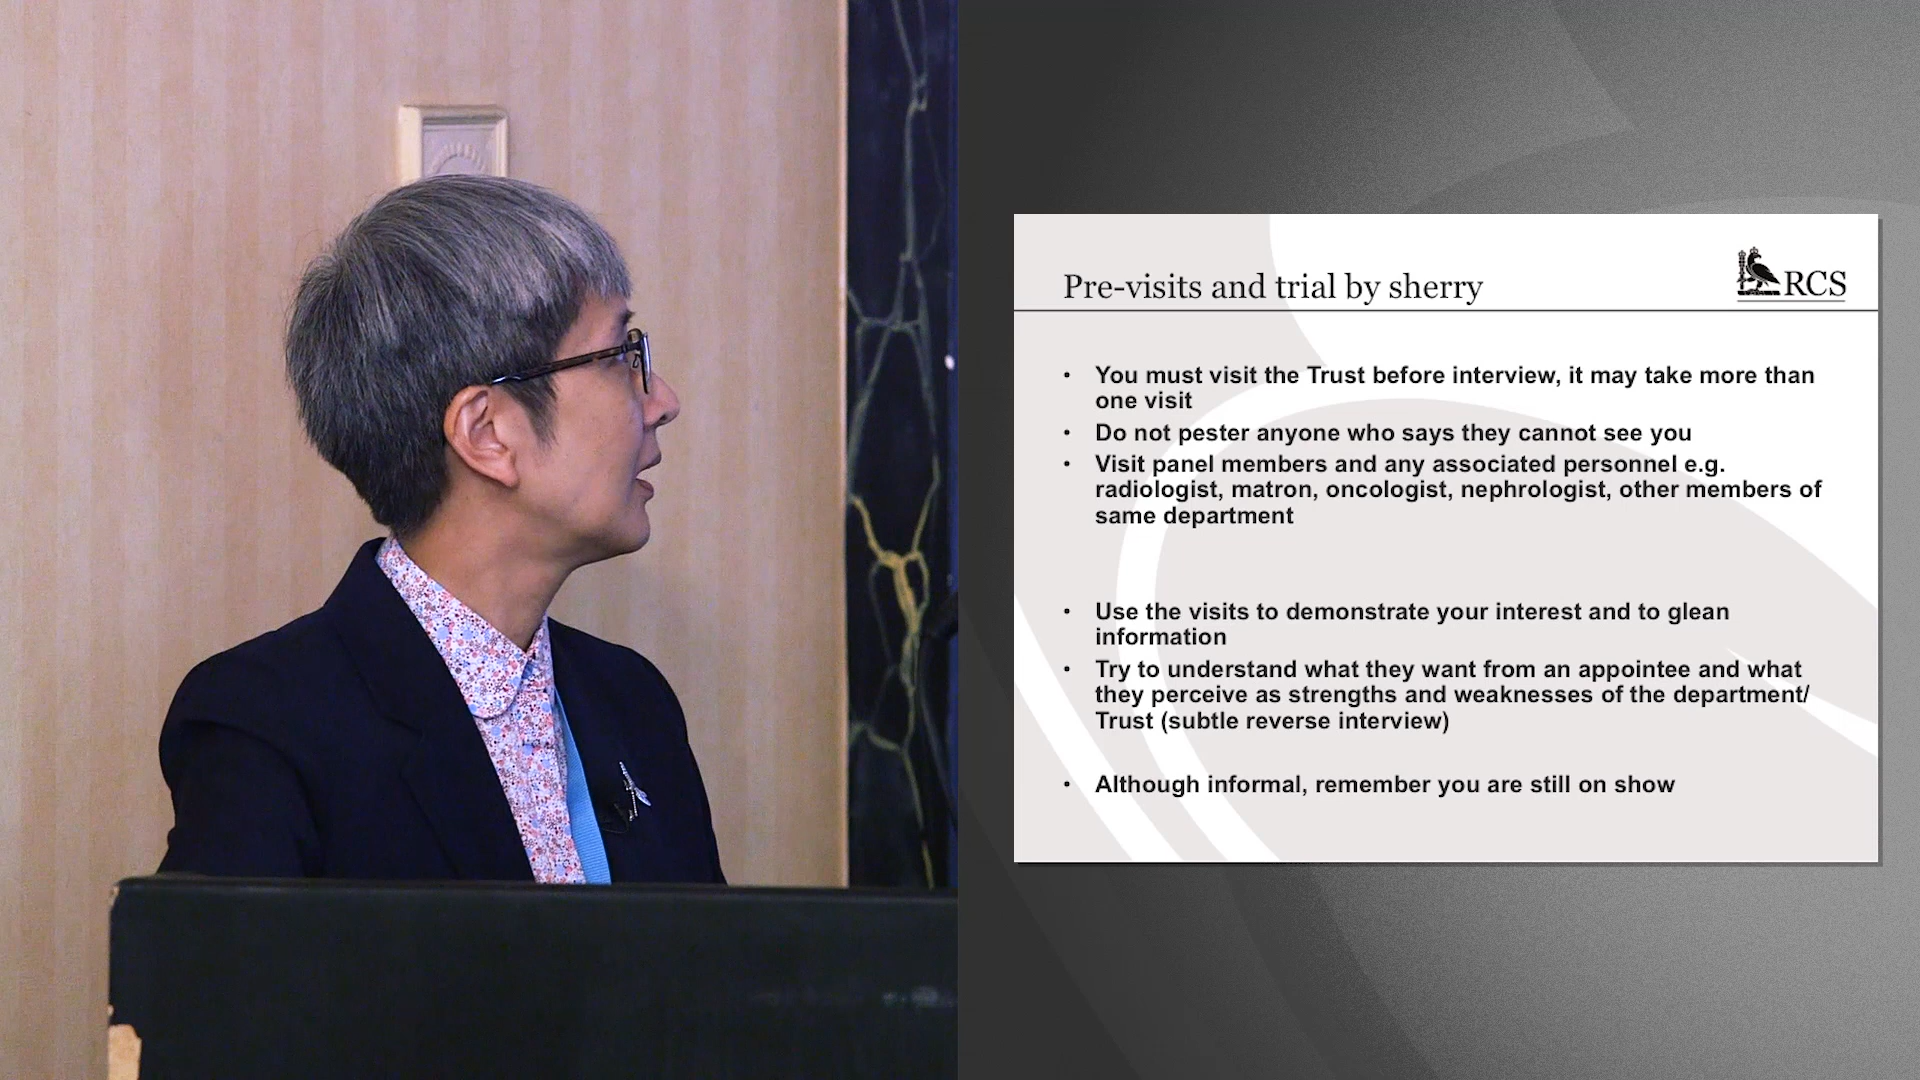 Pre-visits and trial by sherry
RCS
• You must visit the Trust before interview, it may take more than
one visit
• Do not pester anyone who says they cannot see you
• Visit panel members and any associated personnel e.g.
radiologist, matron, oncologist, nephrologist, other members of
same department
• Use the visits to demonstrate your interest and to glean
information
• Try to understand what they want from an appointee and what
they perceive as strengths and weaknesses of the department/
Trust (subtle reverse interview)
• Although informal, remember you are still on show